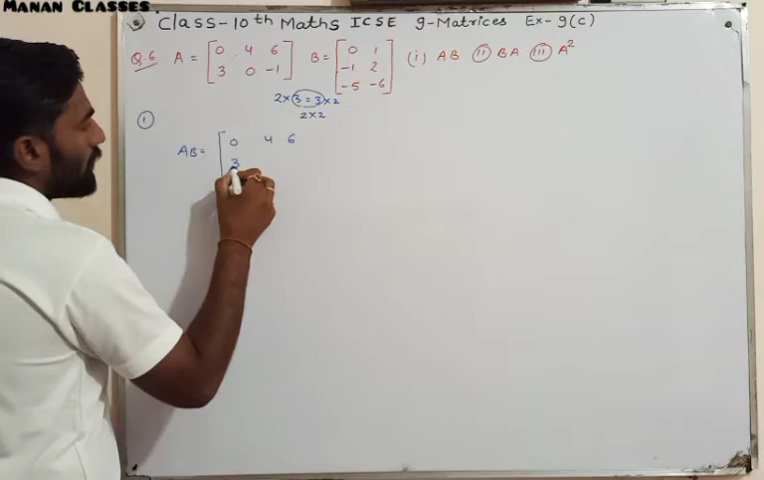 MANAN CLASSES
Class-10th Maths ICSE 9-Matrices Ex-9(c)
Q.6 A = [0 4 6 B = [0 1 (i) AB (ii) BA (iii) A²
3 0 -1] -1 2
-5 -6]
2×3=3×2
2×2
①
AB = [0 4 6
3